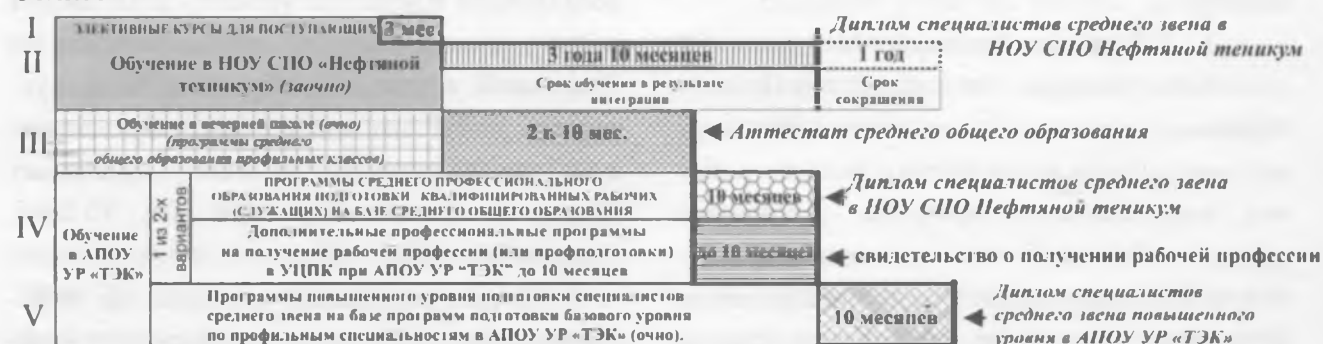 I
ЭЛЕКТИВНЫЕ КУРСЫ ДЛЯ ПОСТУПАЮЩИХ
3 мес.
Диплом специалистов среднего звена в
НОУ СПО Нефтяной теникум
II
Обучение в НОУ СПО «Нефтяной
техникум» (заочно)
3 года 10 месяцев
1 год
Срок обучения в результате
интеграции
Срок
сокращения
III
Обучение в вечерней школе (очно)
(программы среднего
общего образования профильных классов)
2 г. 10 мес.
Аттестат среднего общего образования
IV
Обучение
в АПОУ
УР «ТЭК»
1 из 2-х
вариантов
ПРОГРАММЫ СРЕДНЕГО ПРОФЕССИОНАЛЬНОГО
ОБРАЗОВАНИЯ ПОДГОТОВКИ КВАЛИФИЦИРОВАННЫХ РАБОЧИХ
(СЛУЖАЩИХ) НА БАЗЕ СРЕДНЕГО ОБЩЕГО ОБРАЗОВАНИЯ
10 месяцев
Диплом специалистов среднего звена
в НОУ СПО Нефтяной теникум
Дополнительные профессиональные программы
на получение рабочей профессии (или профподготовки)
в УЦПК при АПОУ УР "ТЭК" до 10 месяцев
до 10 месяцев
свидетельство о получении рабочей профессии
V
Программы повышенного уровня подготовки специалистов
среднего звена на базе программ подготовки базового уровня
по профильным специальностям в АПОУ УР «ТЭК» (очно).
10 месяцев
Диплом специалистов
среднего звена повышенного
уровня в АПОУ УР «ТЭК»